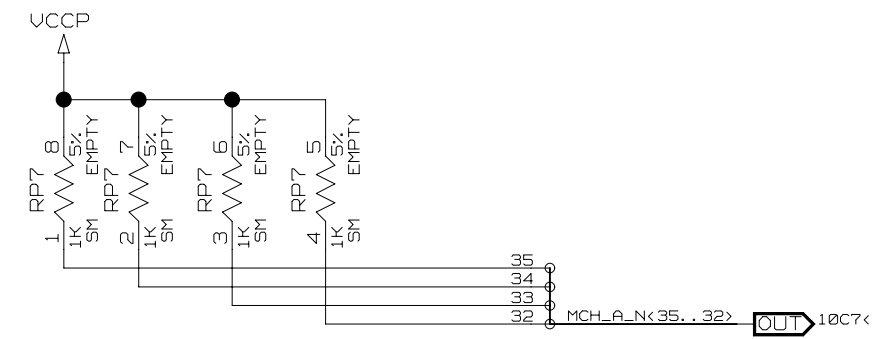 VCCP
8 5% EMPTY
7 5% EMPTY
6 5% EMPTY
5 5% EMPTY
RP7
RP7
RP7
RP7
1 1K SM
2 1K SM
3 1K SM
4 1K SM
35
34
33
32
MCH_A_N<35..32>
OUT
10C7<